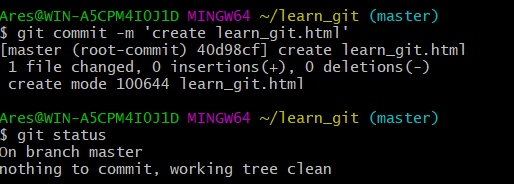 Ares@WIN-A5CPM4I0J1D MINGW64 ~/learn_git (master)
$ git commit -m 'create learn_git.html'
[master (root-commit) 40d98cf] create learn_git.html
 1 file changed, 0 insertions(+), 0 deletions(-)
 create mode 100644 learn_git.html

Ares@WIN-A5CPM4I0J1D MINGW64 ~/learn_git (master)
$ git status
On branch master
nothing to commit, working tree clean